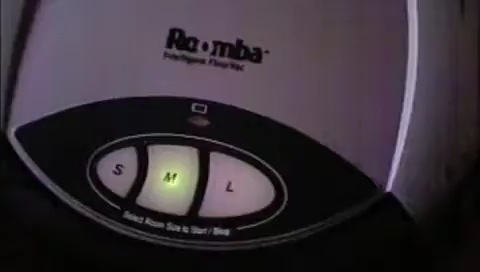 Roomba
Intelligent FloorVac
S M L
Select Room Size to Start / Stop